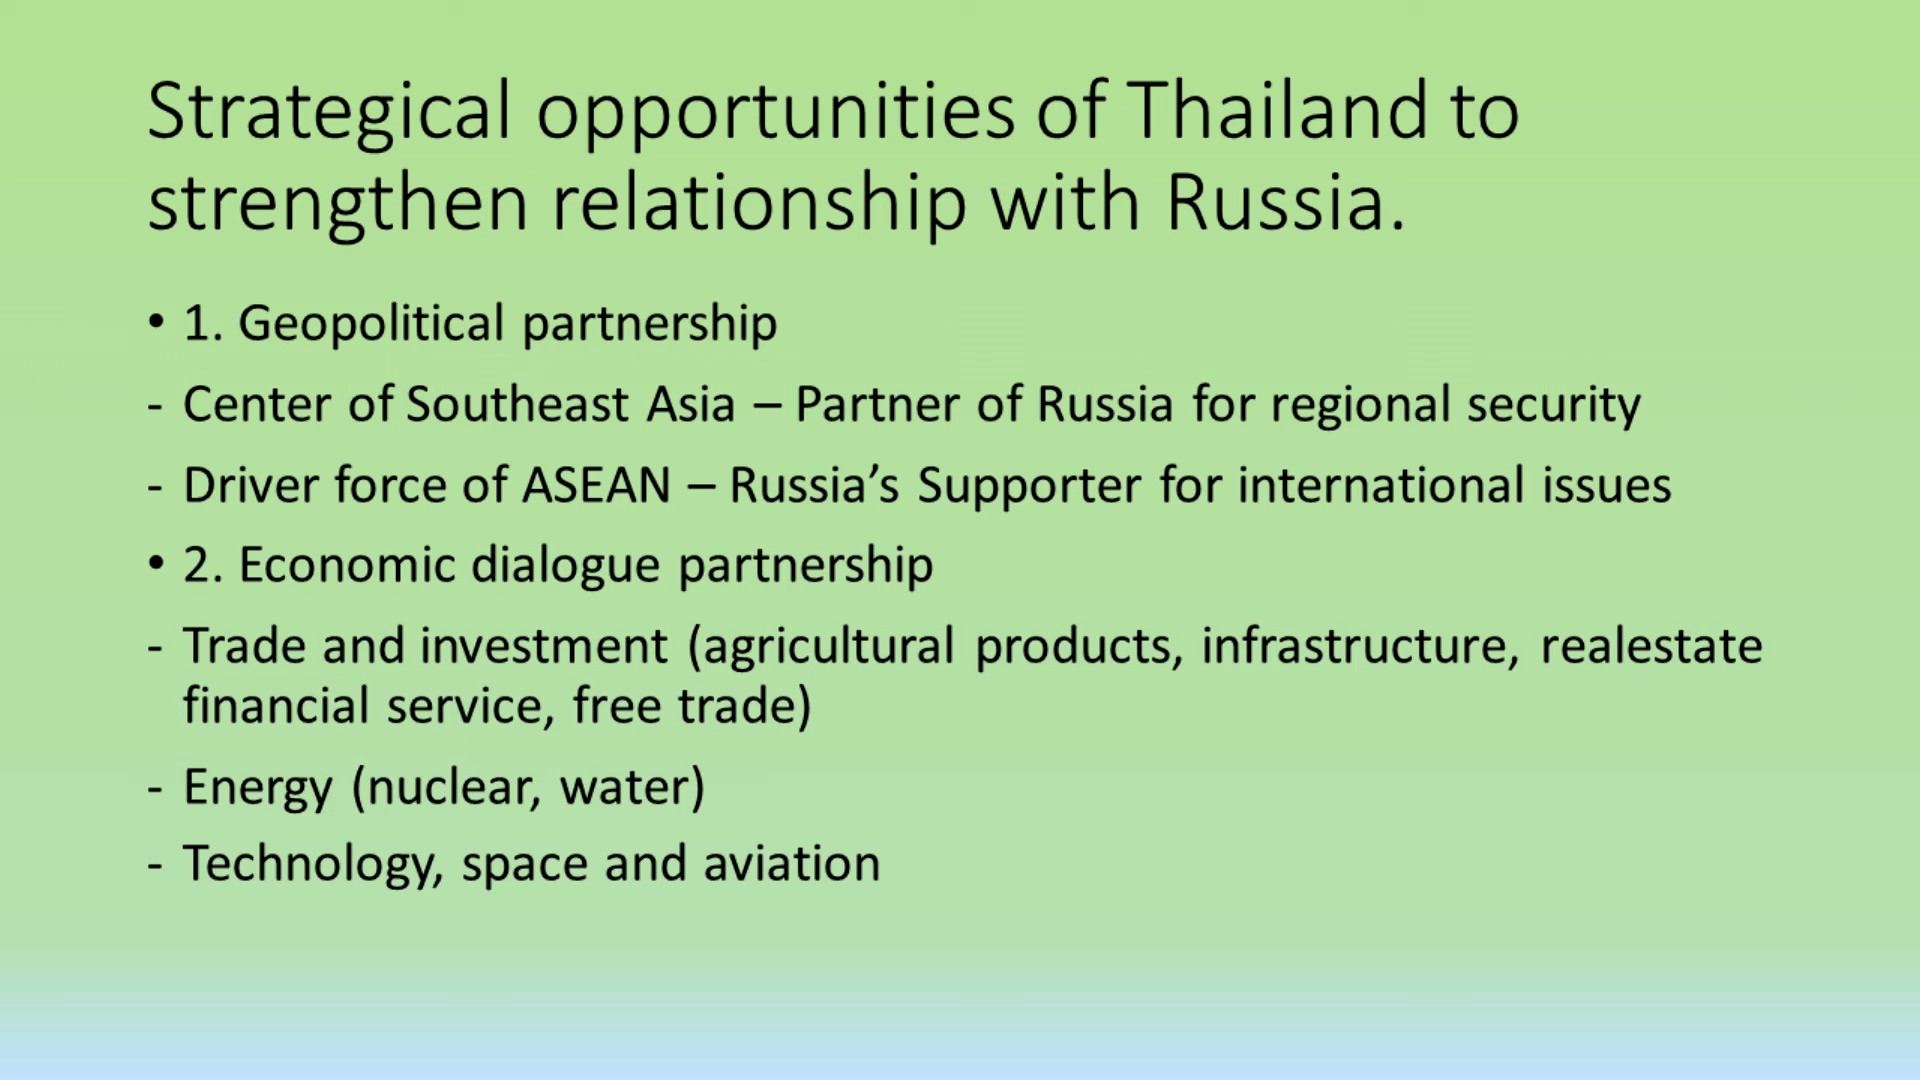 Strategical opportunities of Thailand to
strengthen relationship with Russia.
• 1. Geopolitical partnership
- Center of Southeast Asia – Partner of Russia for regional security
- Driver force of ASEAN – Russia’s Supporter for international issues
• 2. Economic dialogue partnership
- Trade and investment (agricultural products, infrastructure, realestate
financial service, free trade)
- Energy (nuclear, water)
- Technology, space and aviation